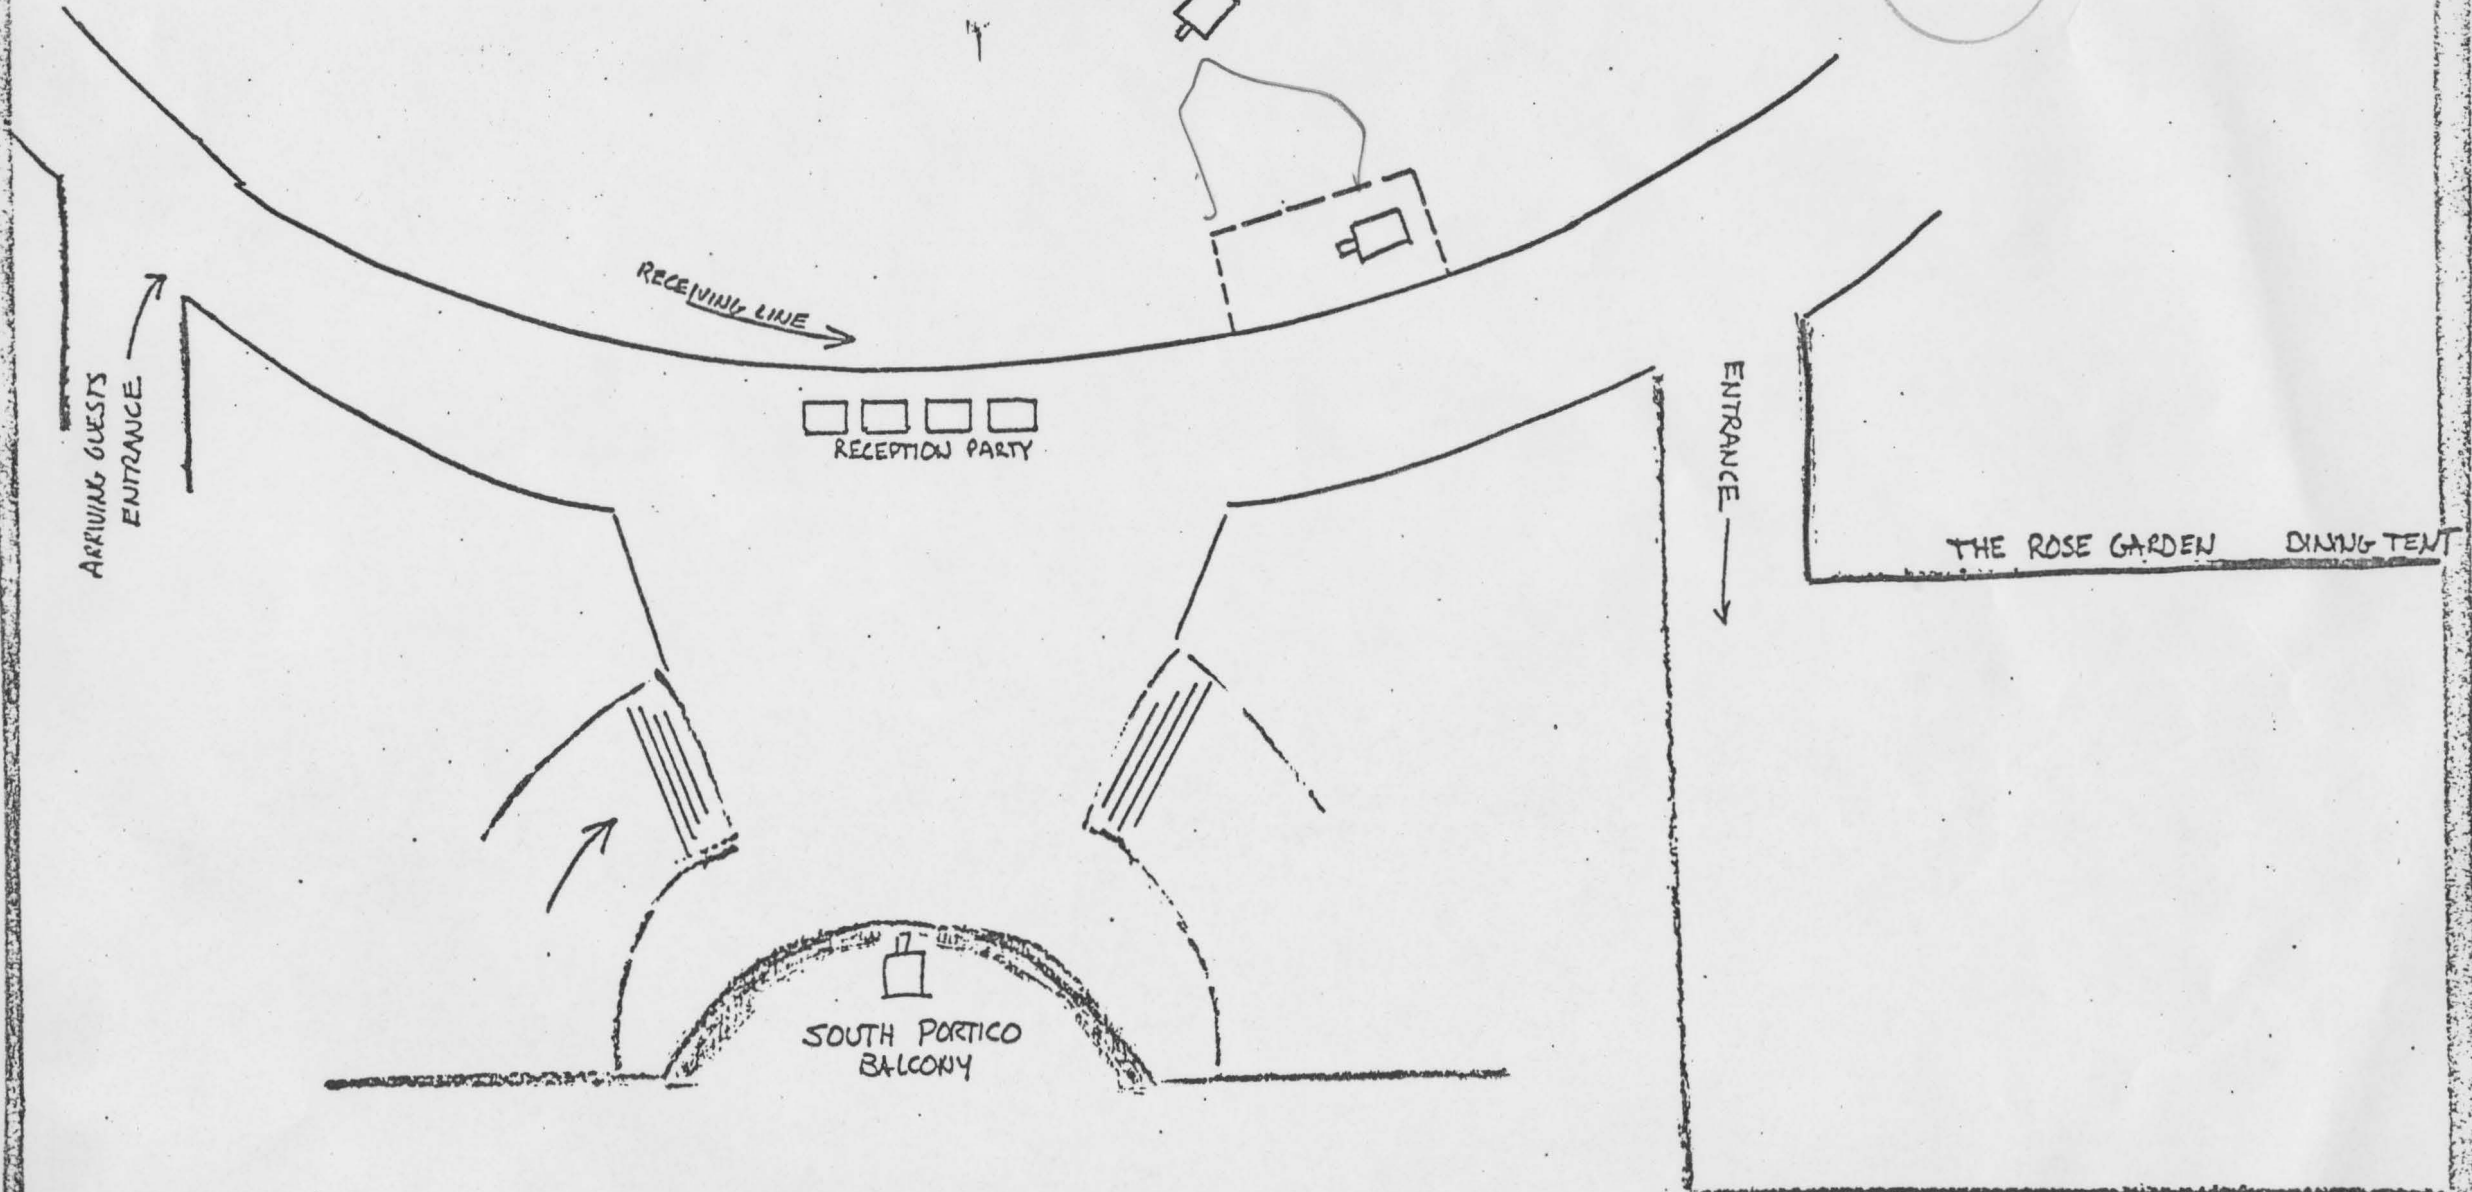 RECEIVING LINE
ARRIVING GUESTS
ENTRANCE
RECEPTION PARTY
ENTRANCE
THE ROSE GARDEN DINING TENT
SOUTH PORTICO
BALCONY